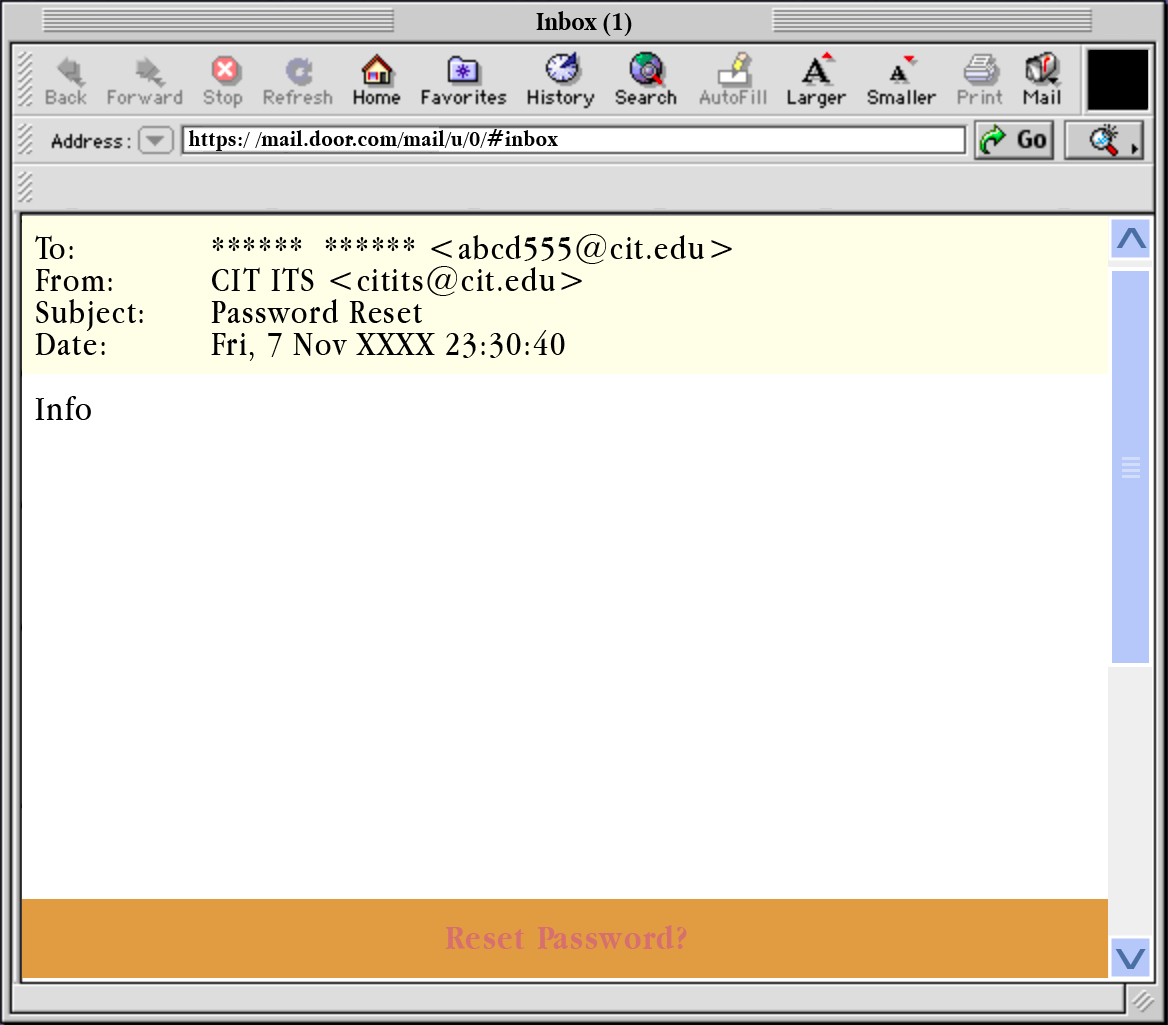 Inbox (1)
Back Forward Stop Refresh Home Favorites History Search AutoFill Larger Smaller Print Mail
Address: https: / /mail.door.com/mail/u/0/#inbox Go
To: ****** ****** <abcd555@cit.edu>
From: CIT ITS <citits@cit.edu>
Subject: Password Reset
Date: Fri, 7 Nov XXXX 23:30:40
Info
Reset Password?